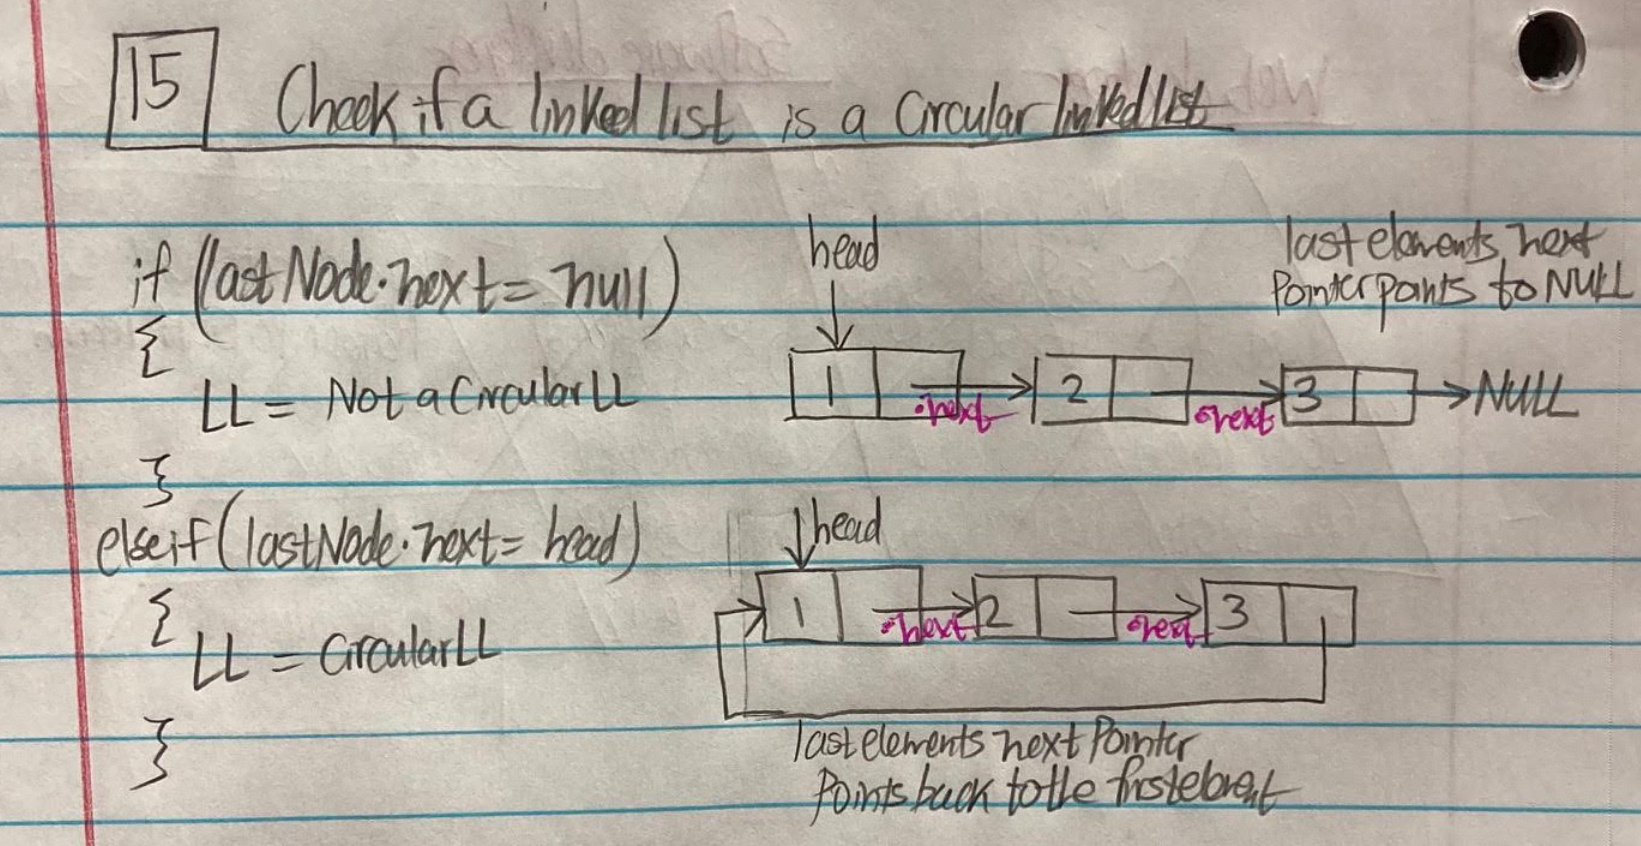 15 Check if a linked list is a Circular linked list
if (lastNode.next = null)
{
LL = Not a Circular LL
}
head
last elements next
Pointer points to NULL
1 .next 2 .next 3 NULL
else if (lastNode.next = head)
{
LL = Circular LL
}
head
1 .next 2 .next 3
last elements next Pointer
Points back to the first